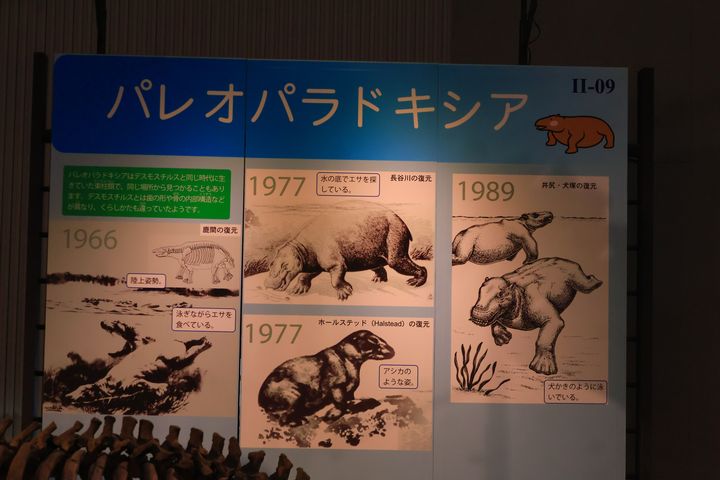 パレオパラドキシア
II-09
パレオパラドキシアはデスモスチルスと同じ時代に生
きていた束柱類で、同じ場所から見つかることもあり
ます。デスモスチルスとは歯の形や骨の内部構造など
が異なり、くらしかたも違っていたようです。
1966
鹿間の復元
陸上姿勢。
泳ぎながらエサを
食べている。
1977
水の底でエサを探
している。
長谷川の復元
1977
ホールステッド（Halstead）の復元
アシカの
ような姿。
1989
井尻・犬塚の復元
犬かきのように泳
いでいる。